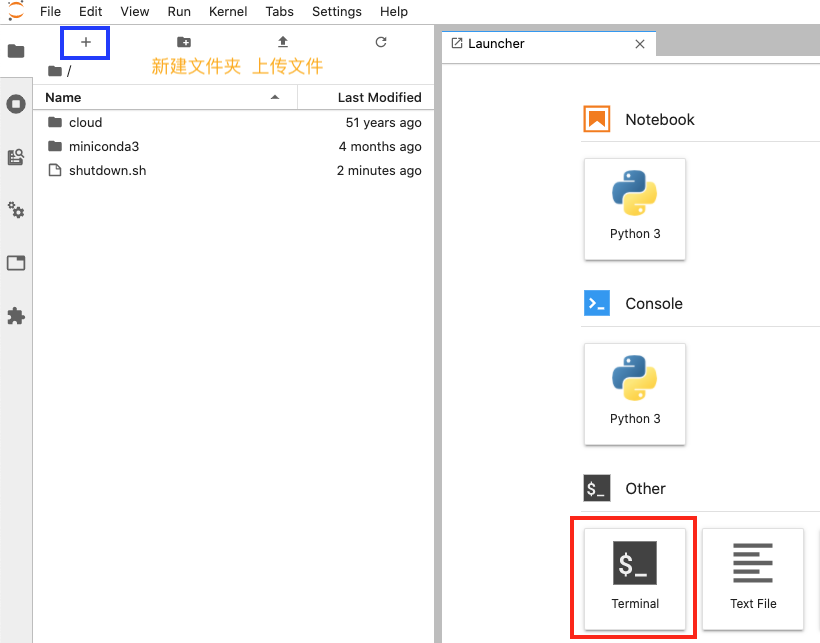 File Edit View Run Kernel Tabs Settings Help
新建文件夹 上传文件
/
Name Last Modified
cloud 51 years ago
miniconda3 4 months ago
shutdown.sh 2 minutes ago
Launcher
Notebook
Python 3
Console
Python 3
$_ Other
$_
Terminal Text File